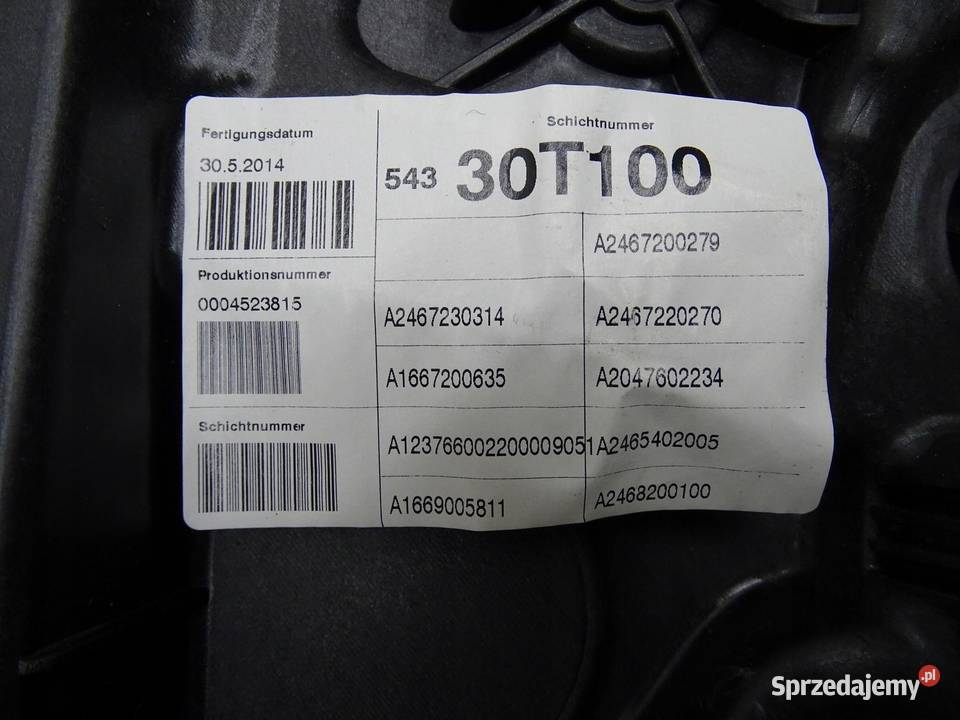 Fertigungsdatum
30.5.2014
Produktionsnummer
0004523815
Schichtnummer
Schichtnummer
543 30T100
A2467200279
A2467230314 A2467220270
A1667200635 A2047602234
A123766002200009051 A2465402005
A1669005811 A2468200100
Sprzedajemy.pl